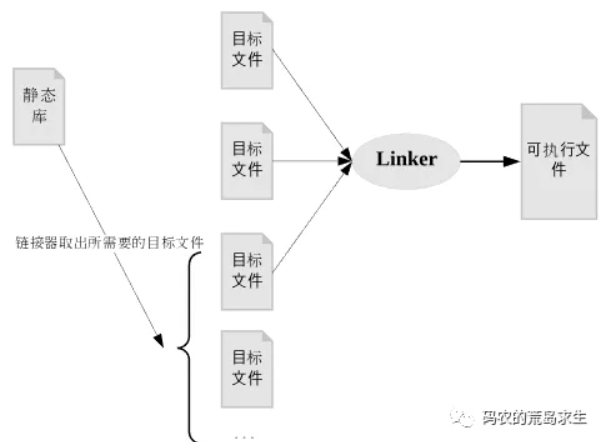 目标
文件
静态
库
目标
文件
Linker
可执行文
件
链接器取出所需要的目标文件
目标
文件
目标
文件
...
码农的荒岛求生